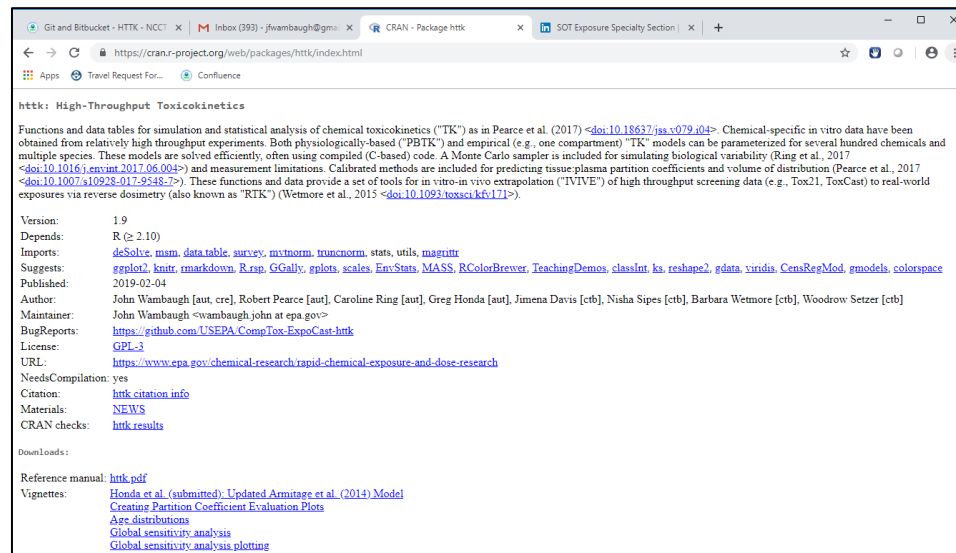 Git and Bitbucket - HTTK - NCCT
Inbox (393) - jfwambaugh@gma
CRAN - Package httk
SOT Exposure Specialty Section |
https://cran.r-project.org/web/packages/httk/index.html
Apps
Travel Request For...
Confluence
httk: High-Throughput Toxicokinetics
Functions and data tables for simulation and statistical analysis of chemical toxicokinetics ("TK") as in Pearce et al. (2017) <doi:10.18637/jss.v079.i04>. Chemical-specific in vitro data have been
obtained from relatively high throughput experiments. Both physiologically-based ("PBTK") and empirical (e.g., one compartment) "TK" models can be parameterized for several hundred chemicals and
multiple species. These models are solved efficiently, often using compiled (C-based) code. A Monte Carlo sampler is included for simulating biological variability (Ring et al., 2017
<doi:10.1016/j.envint.2017.06.004>) and measurement limitations. Calibrated methods are included for predicting tissue:plasma partition coefficients and volume of distribution (Pearce et al., 2017
<doi:10.1007/s10928-017-9548-7>). These functions and data provide a set of tools for in vitro-in vivo extrapolation ("IVIVE") of high throughput screening data (e.g., Tox21, ToxCast) to real-world
exposures via reverse dosimetry (also known as "RTK") (Wetmore et al., 2015 <doi:10.1093/toxsci/kfv171>).
Version: 1.9
Depends: R (≥ 2.10)
Imports: deSolve, msm, data.table, survey, mvtnorm, truncnorm, stats, utils, magrittr
Suggests: ggplot2, knitr, rmarkdown, R.rsp, GGally, gplots, scales, EnvStats, MASS, RColorBrewer, TeachingDemos, classInt, ks, reshape2, gdata, viridis, CensRegMod, gmodels, colorspace
Published: 2019-02-04
Author: John Wambaugh [aut, cre], Robert Pearce [aut], Caroline Ring [aut], Greg Honda [aut], Jimena Davis [ctb], Nisha Sipes [ctb], Barbara Wetmore [ctb], Woodrow Setzer [ctb]
Maintainer: John Wambaugh <wambaugh.john at epa.gov>
BugReports: https://github.com/USEPA/CompTox-ExpoCast-httk
License: GPL-3
URL: https://www.epa.gov/chemical-research/rapid-chemical-exposure-and-dose-research
NeedsCompilation: yes
Citation: httk citation info
Materials: NEWS
CRAN checks: httk results
Downloads:
Reference manual: httk.pdf
Vignettes: Honda et al. (submitted): Updated Armitage et al. (2014) Model
Creating Partition Coefficient Evaluation Plots
Age distributions
Global sensitivity analysis
Global sensitivity analysis plotting